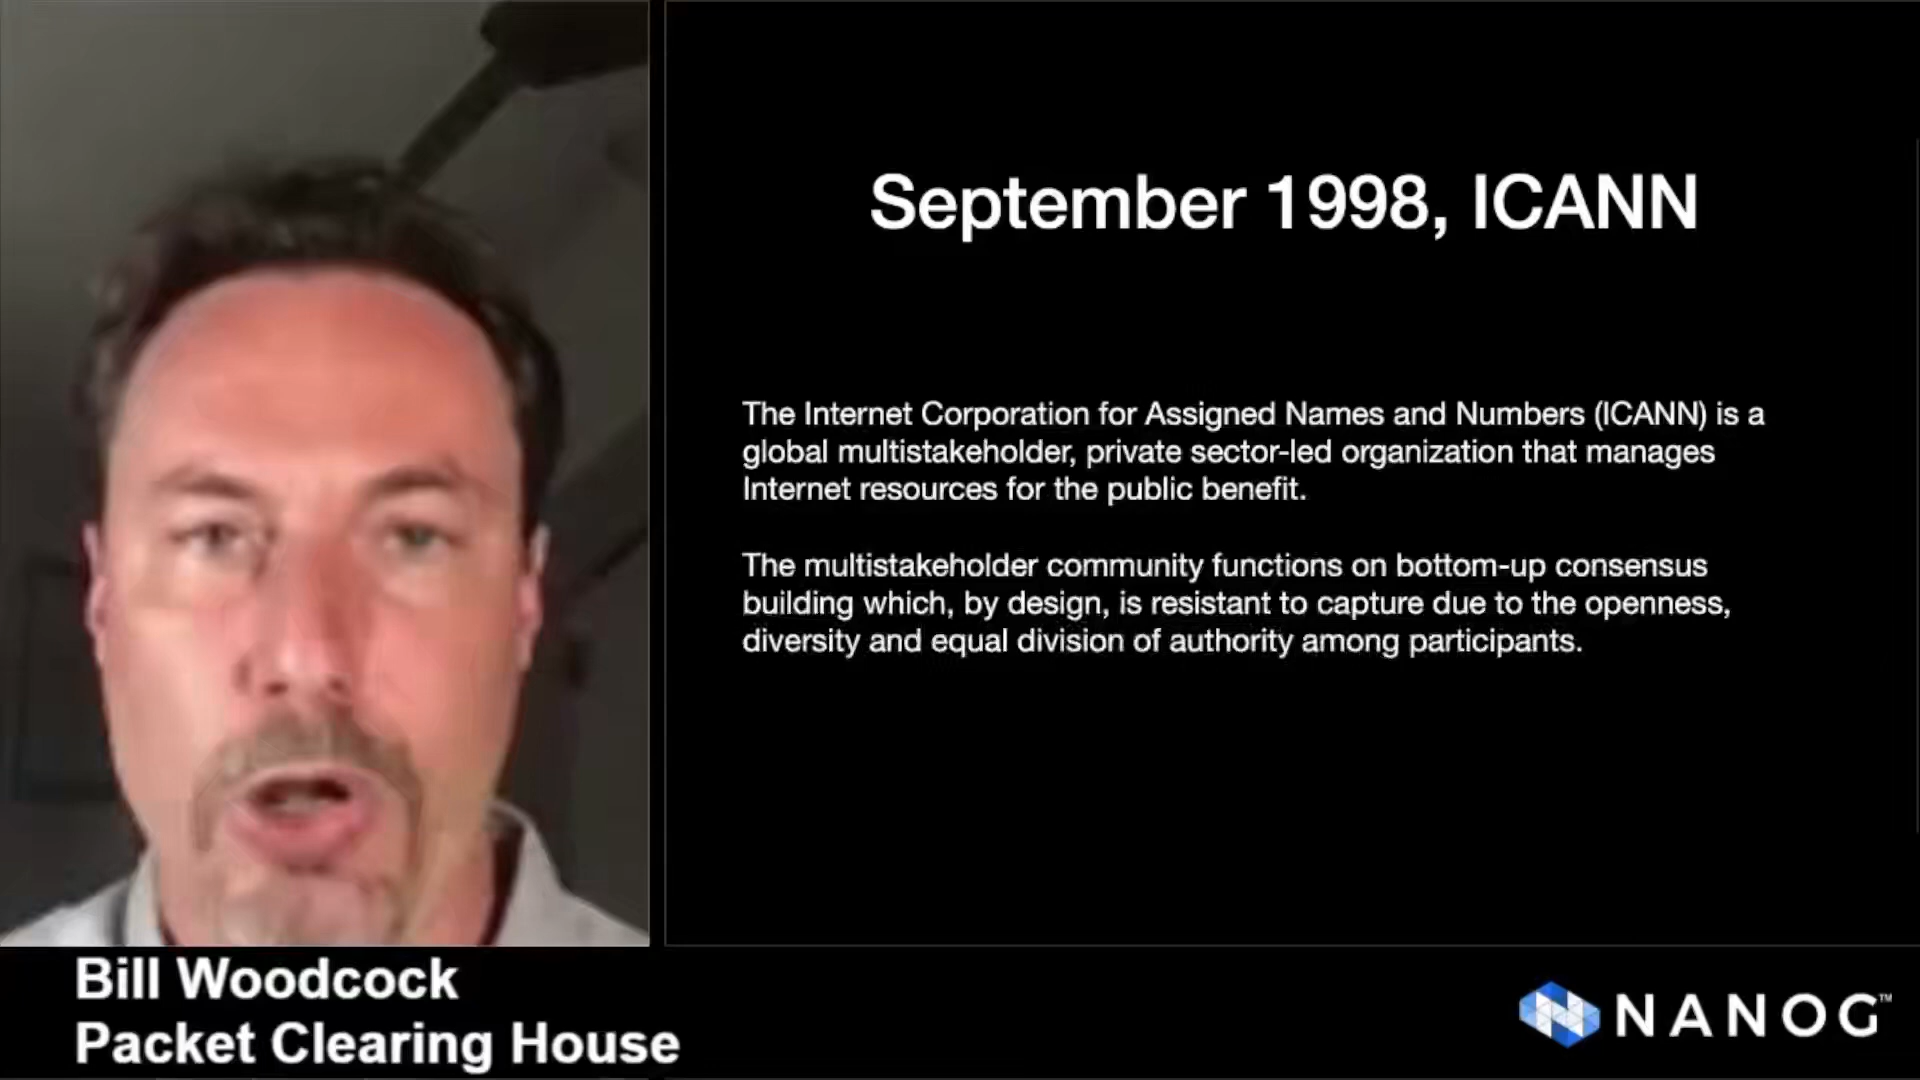 September 1998, ICANN
The Internet Corporation for Assigned Names and Numbers (ICANN) is a
global multistakeholder, private sector-led organization that manages
Internet resources for the public benefit.
The multistakeholder community functions on bottom-up consensus
building which, by design, is resistant to capture due to the openness,
diversity and equal division of authority among participants.
Bill Woodcock
Packet Clearing House
NANOG™